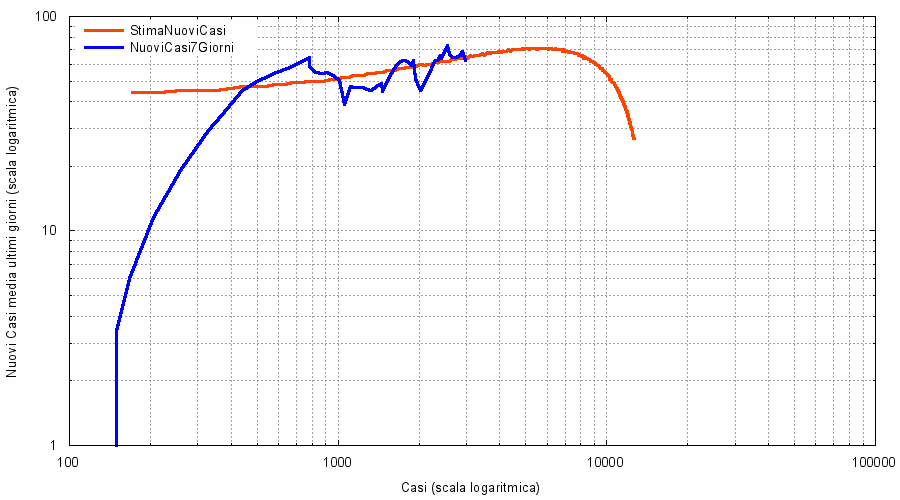 100
StimaNuoviCasi
NuoviCasi7Giorni
10
1
Nuovi Casi media ultimi giorni (scala logaritmica)
100 1000 10000 100000
Casi (scala logaritmica)